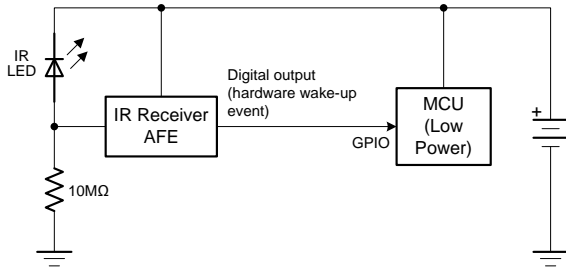 IR
LED
Digital output
(hardware wake-up
event)
IR Receiver
AFE
GPIO
MCU
(Low
Power)
+
10MΩ